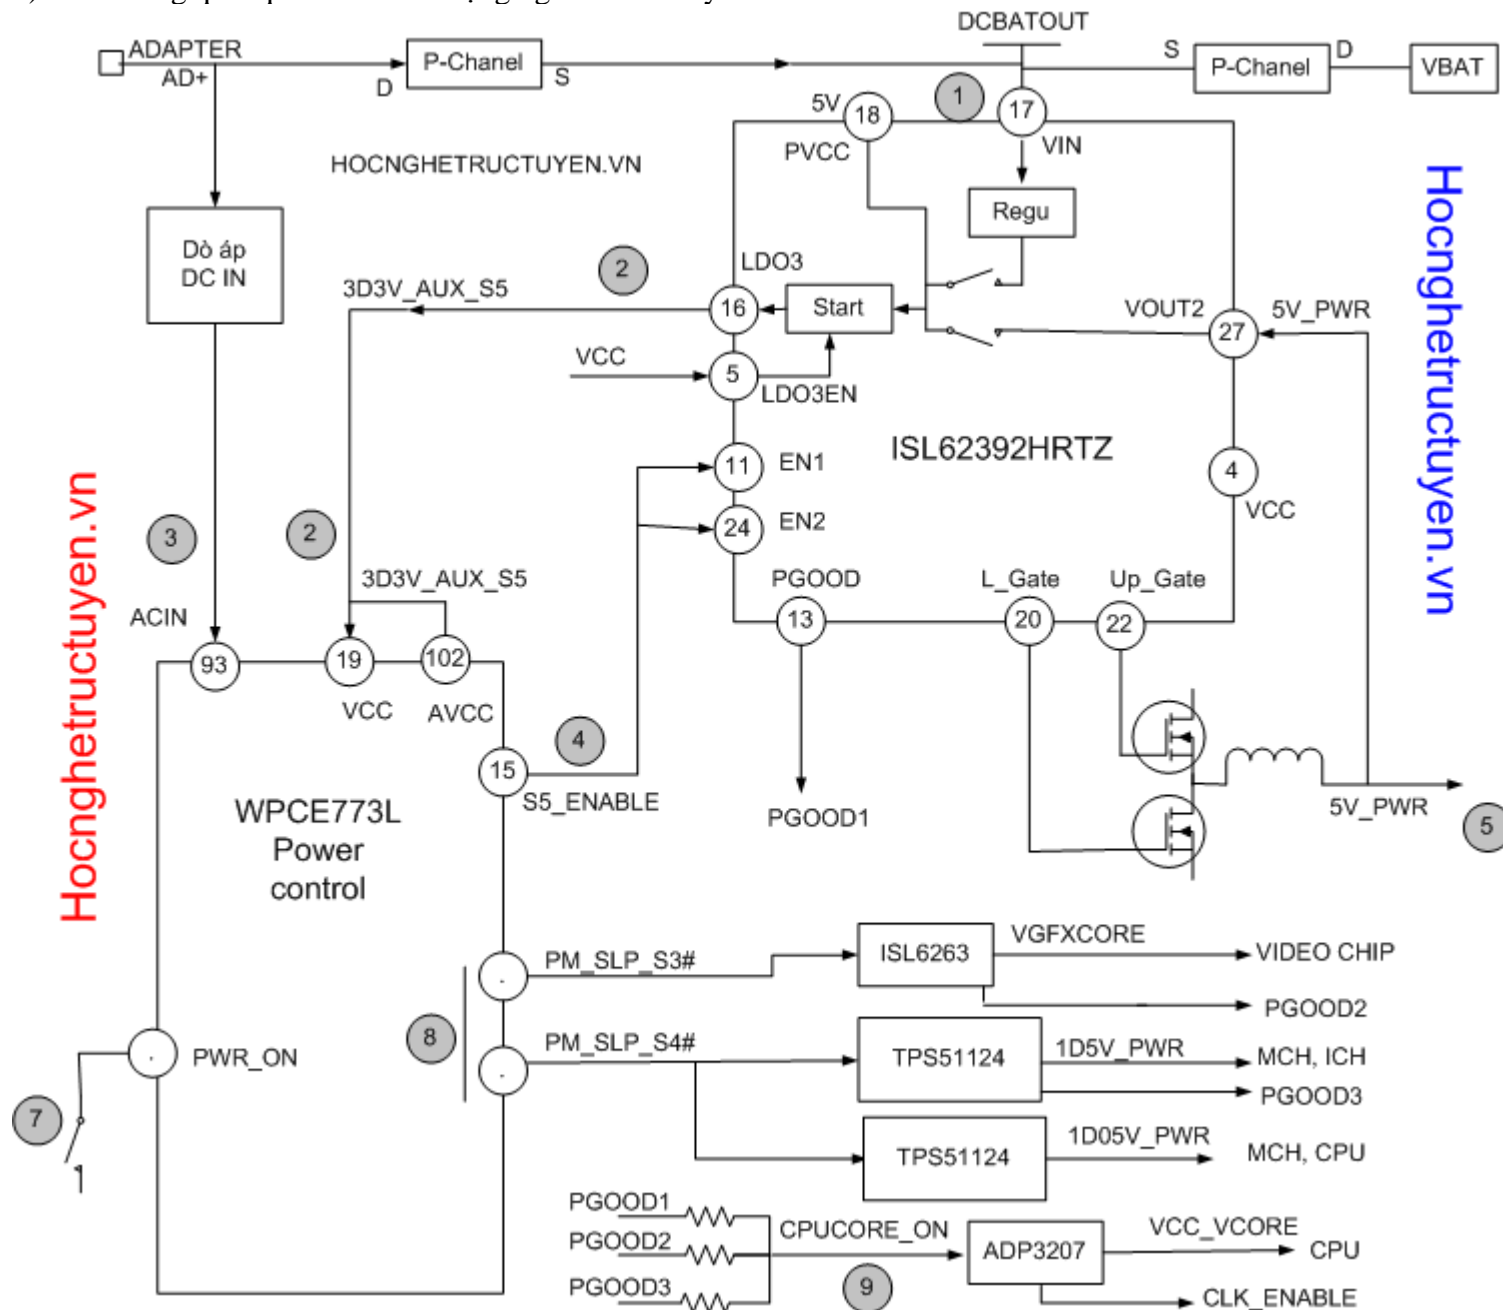 DCBATOUT
ADAPTER
AD+
D
P-Chanel
S
S
P-Chanel
D
VBAT
1
5V
18
17
PVCC
VIN
HOCNGHETRUCTUYEN.VN
Hocnghetructuyen.vn
Regu
Dò áp
DC IN
2
LDO3
3D3V_AUX_S5
16
Start
VOUT2
5V_PWR
27
VCC
5
LDO3EN
ISL62392HRTZ
11
EN1
4
VCC
24
EN2
3
2
Hocnghetructuyen.vn
3D3V_AUX_S5
PGOOD
L_Gate
Up_Gate
ACIN
13
20
22
93
19
102
VCC
AVCC
4
15
S5_ENABLE
PGOOD1
5V_PWR
5
WPCE773L
Power
control
PM_SLP_S3#
ISL6263
VGFXCORE
VIDEO CHIP
PGOOD2
8
PM_SLP_S4#
TPS51124
1D5V_PWR
MCH, ICH
PGOOD3
PWR_ON
7
TPS51124
1D05V_PWR
MCH, CPU
PGOOD1
PGOOD2
PGOOD3
CPUCORE_ON
9
ADP3207
VCC_VCORE
CPU
CLK_ENABLE